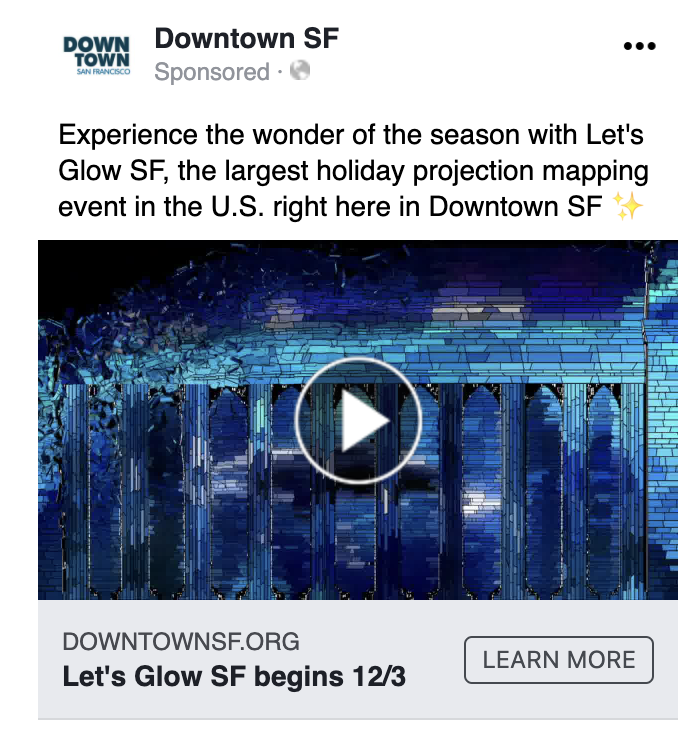 DOWN
TOWN
SAN FRANCISCO
Downtown SF
Sponsored ·
Experience the wonder of the season with Let's
Glow SF, the largest holiday projection mapping
event in the U.S. right here in Downtown SF ✨
DOWNTOWNSF.ORG
Let's Glow SF begins 12/3
LEARN MORE